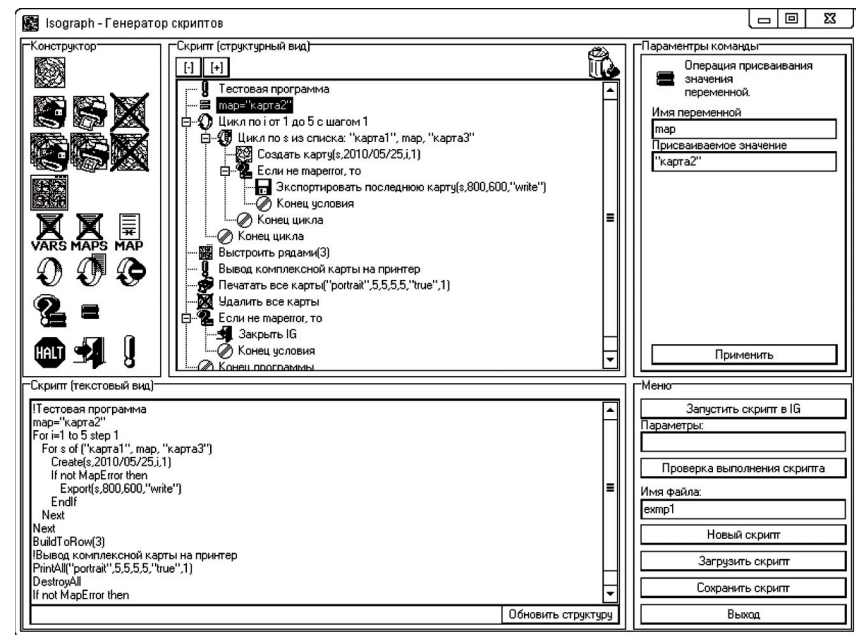 Isograph - Генератор скриптов
Конструктор
VARS MAPS MAP
HALT
Скрипт (структурный вид)
[-] [+]
Тестовая программа
map="карта2"
Цикл по i от 1 до 5 с шагом 1
Цикл по s из списка: "карта1", map, "карта3"
Создать карту(s,2010/05/25,i,1)
Если не maperror, то
Экспортировать последнюю карту(s,800,600,"write")
Конец условия
Конец цикла
Конец цикла
Выстроить рядами(3)
Вывод комплексной карты на принтер
Печатать все карты("portrait",5,5,5,5,"true",1)
Удалить все карты
Если не maperror, то
Закрыть IG
Конец условия
Конец программы
Параментры команды
Операция присваивания
значения
переменной.
Имя переменной
map
Присваиваемое значение
"карта2"
Применить
Скрипт (текстовый вид)
!Тестовая программа
map="карта2"
For i=1 to 5 step 1
For s of ("карта1", map, "карта3")
Create(s,2010/05/25,i,1)
If not MapError then
Export(s,800,600,"write")
EndIf
Next
Next
BuildToRow(3)
!Вывод комплексной карты на принтер
PrintAll("portrait",5,5,5,5,"true",1)
DestroyAll
If not MapError then
Обновить структуру
Меню
Запустить скрипт в IG
Параметры:
Проверка выполнения скрипта
Имя файла:
exmp1
Новый скрипт
Загрузить скрипт
Сохранить скрипт
Выход